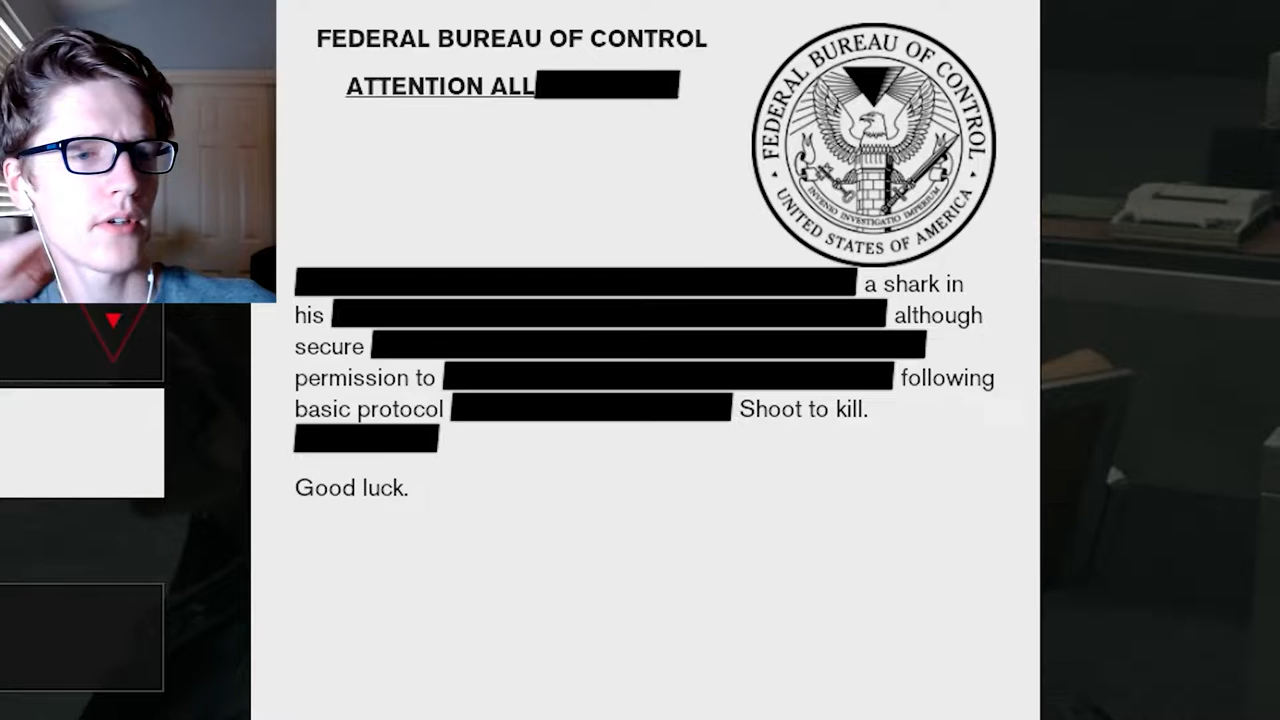 FEDERAL BUREAU OF CONTROL
ATTENTION ALL
FEDERAL BUREAU OF CONTROL
INVENIO INVESTIGATIO IMPERIUM
UNITED STATES OF AMERICA
a shark in
his although
secure
permission to following
basic protocol Shoot to kill.
Good luck.